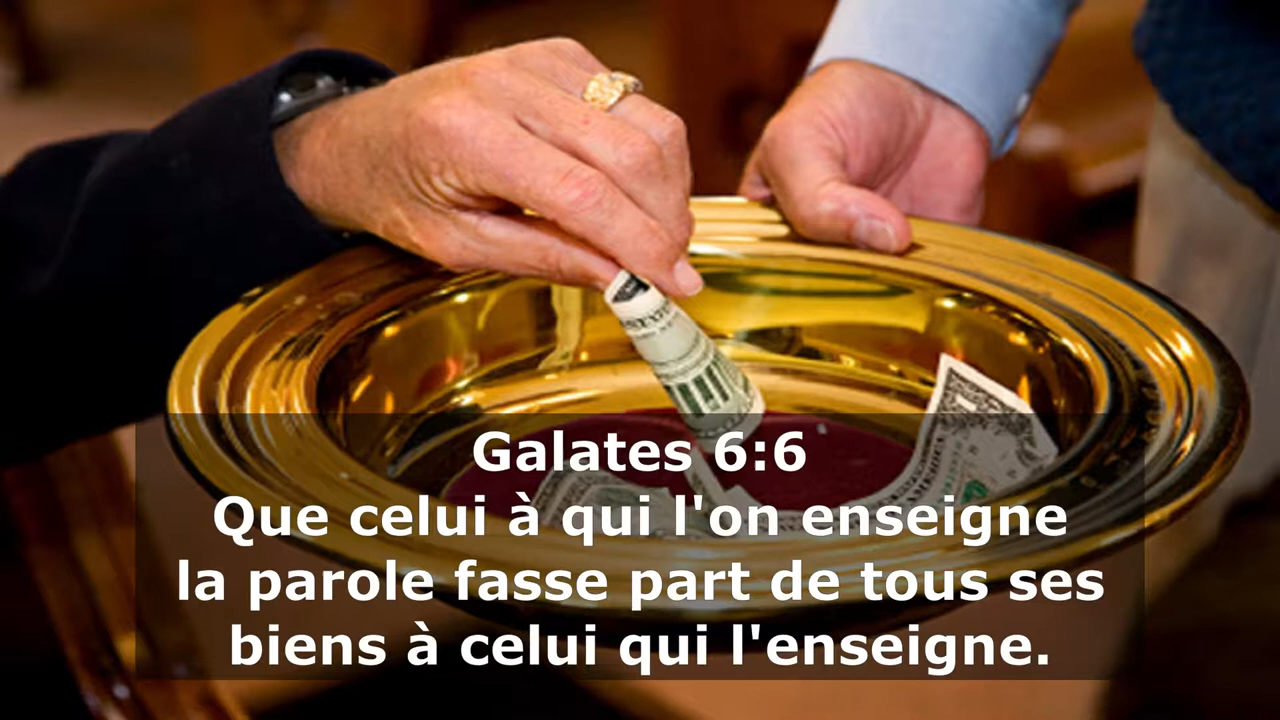 Galates 6:6
Que celui à qui l'on enseigne
la parole fasse part de tous ses
biens à celui qui l'enseigne.